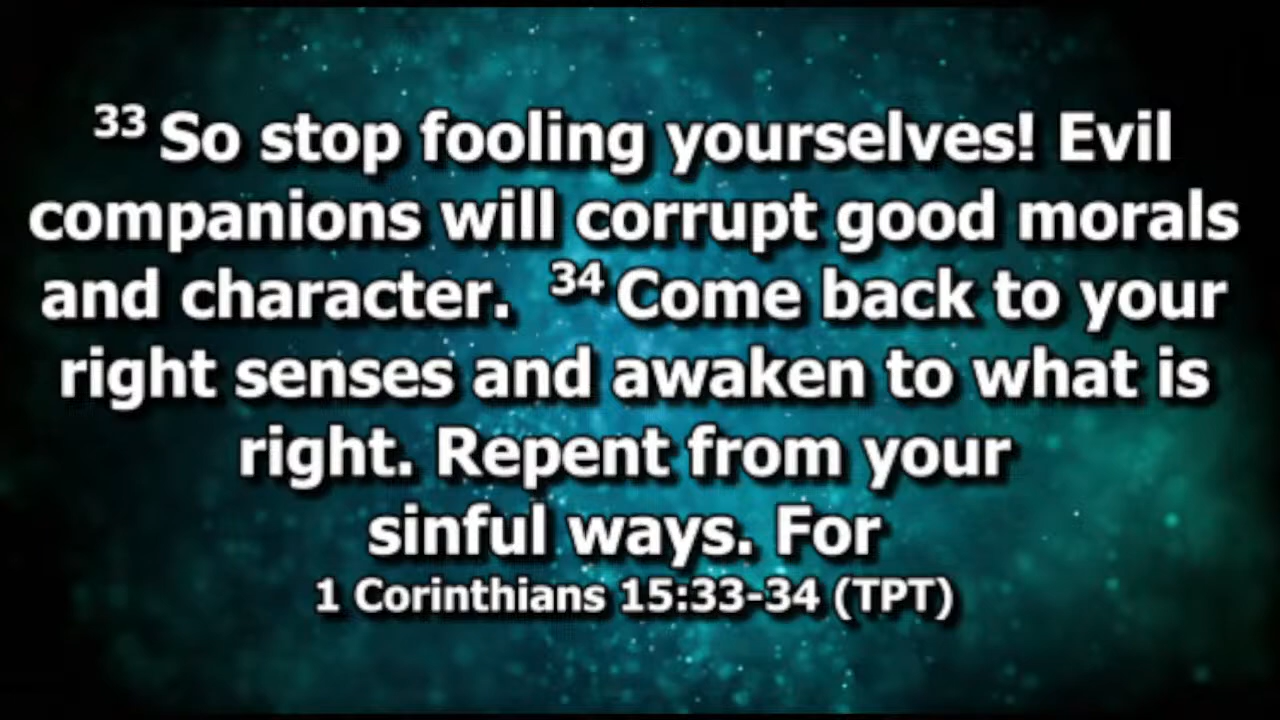 33 So stop fooling yourselves! Evil
companions will corrupt good morals
and character. 34 Come back to your
right senses and awaken to what is
right. Repent from your
sinful ways. For
1 Corinthians 15:33-34 (TPT)